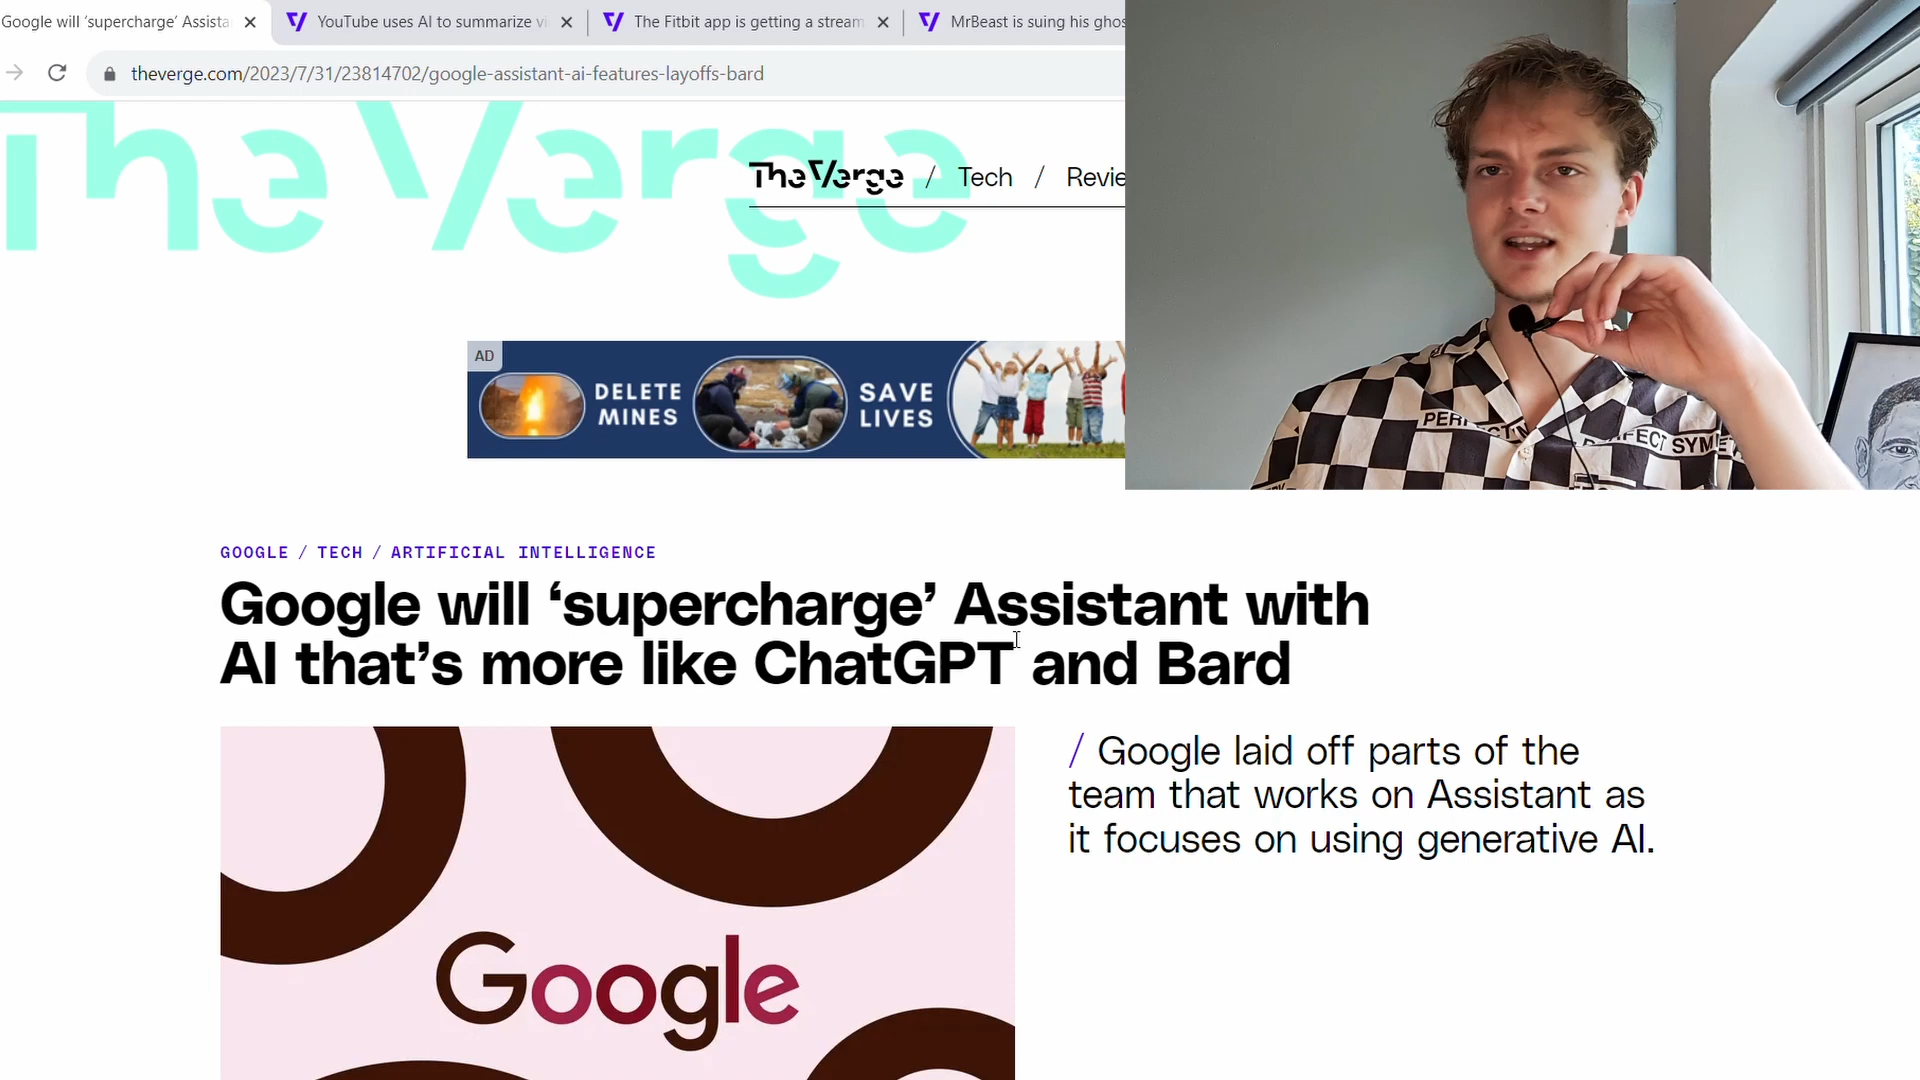 Google will ‘supercharge’ Assista
YouTube uses AI to summarize vi
The Fitbit app is getting a stream
MrBeast is suing his ghos
theverge.com/2023/7/31/23814702/google-assistant-ai-features-layoffs-bard
The Verge
The Verge / Tech / Revie
AD
DELETE
MINES
SAVE
LIVES
PERFECT SYM
GOOGLE / TECH / ARTIFICIAL INTELLIGENCE
Google will ‘supercharge’ Assistant with
AI that’s more like ChatGPT and Bard
/ Google laid off parts of the
team that works on Assistant as
it focuses on using generative AI.
Google